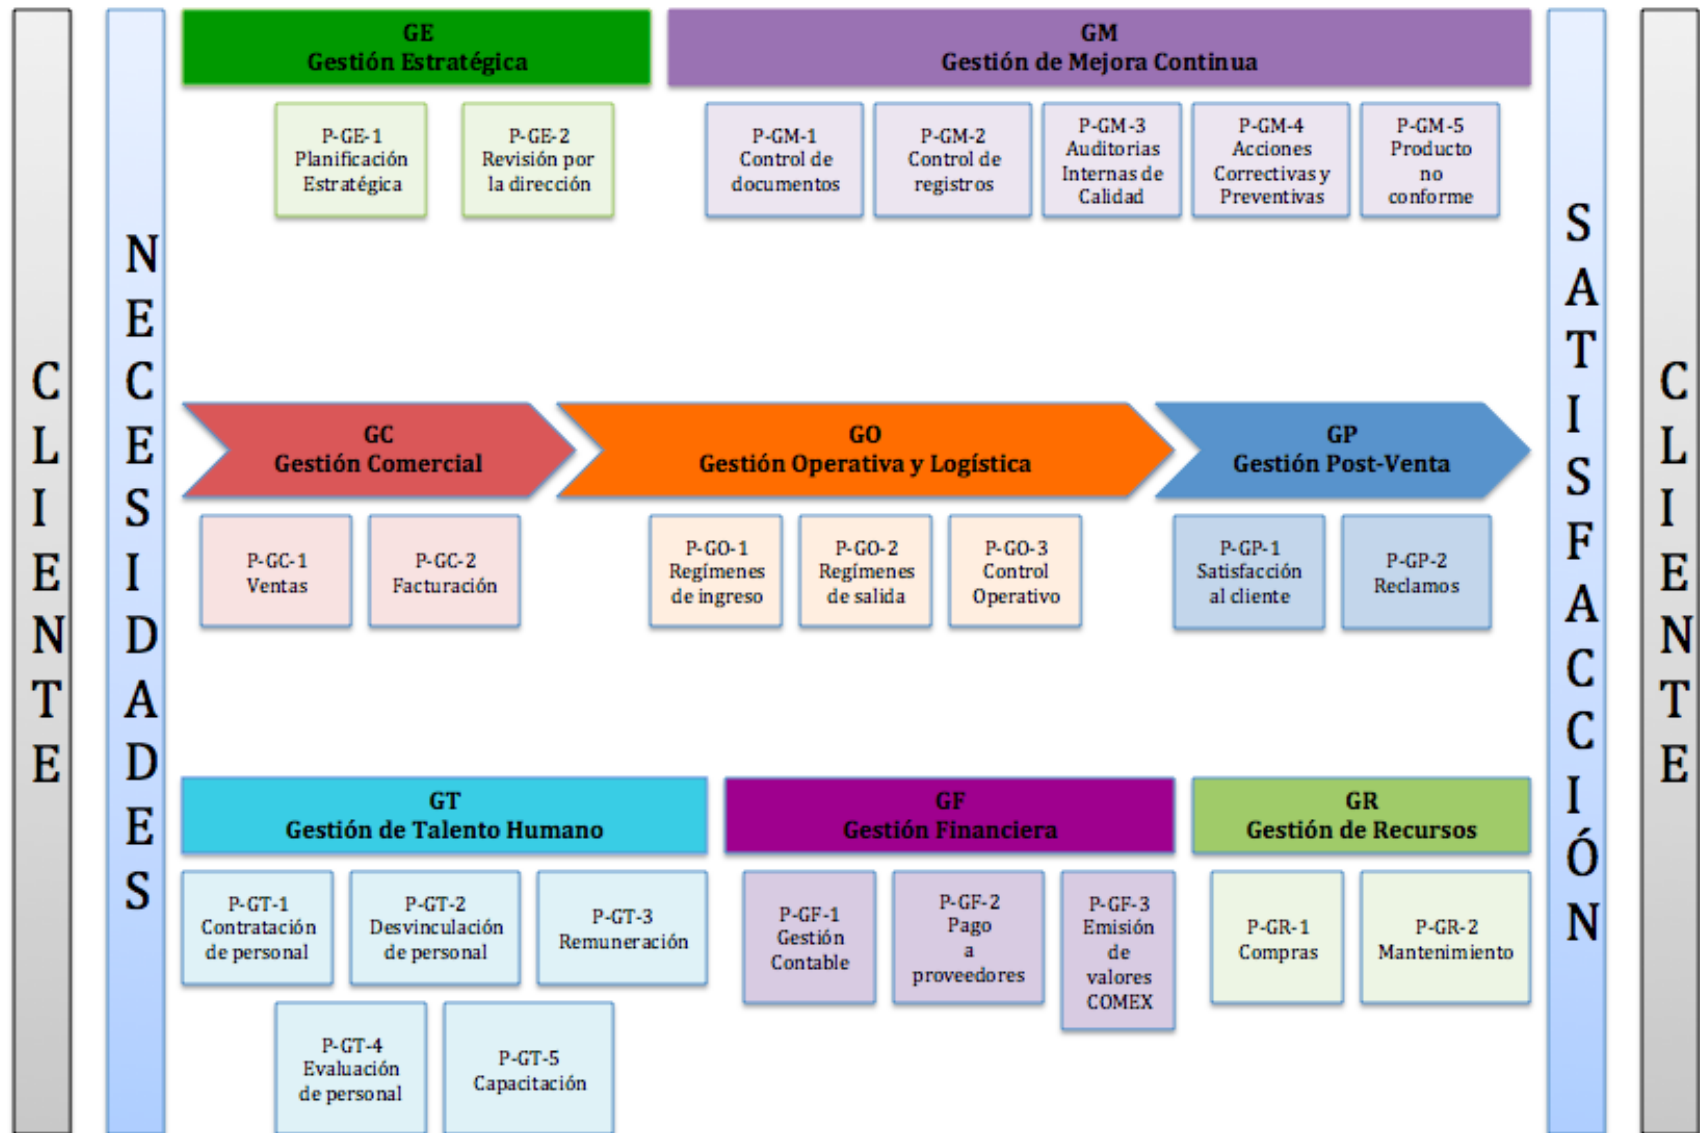 CLIENTE
NECESIDADES
GE
Gestión Estratégica
GM
Gestión de Mejora Continua
P-GE-1
Planificación
Estratégica
P-GE-2
Revisión por
la dirección
P-GM-1
Control de
documentos
P-GM-2
Control de
registros
P-GM-3
Auditorias
Internas de
Calidad
P-GM-4
Acciones
Correctivas y
Preventivas
P-GM-5
Producto
no
conforme
GC
Gestión Comercial
GO
Gestión Operativa y Logística
GP
Gestión Post-Venta
P-GC-1
Ventas
P-GC-2
Facturación
P-GO-1
Regímenes
de ingreso
P-GO-2
Regímenes
de salida
P-GO-3
Control
Operativo
P-GP-1
Satisfacción
al cliente
P-GP-2
Reclamos
GT
Gestión de Talento Humano
GF
Gestión Financiera
GR
Gestión de Recursos
P-GT-1
Contratación
de personal
P-GT-2
Desvinculación
de personal
P-GT-3
Remuneración
P-GT-4
Evaluación
de personal
P-GT-5
Capacitación
P-GF-1
Gestión
Contable
P-GF-2
Pago
a
proveedores
P-GF-3
Emisión
de
valores
COMEX
P-GR-1
Compras
P-GR-2
Mantenimiento
SATISFACCIÓN
CLIENTE